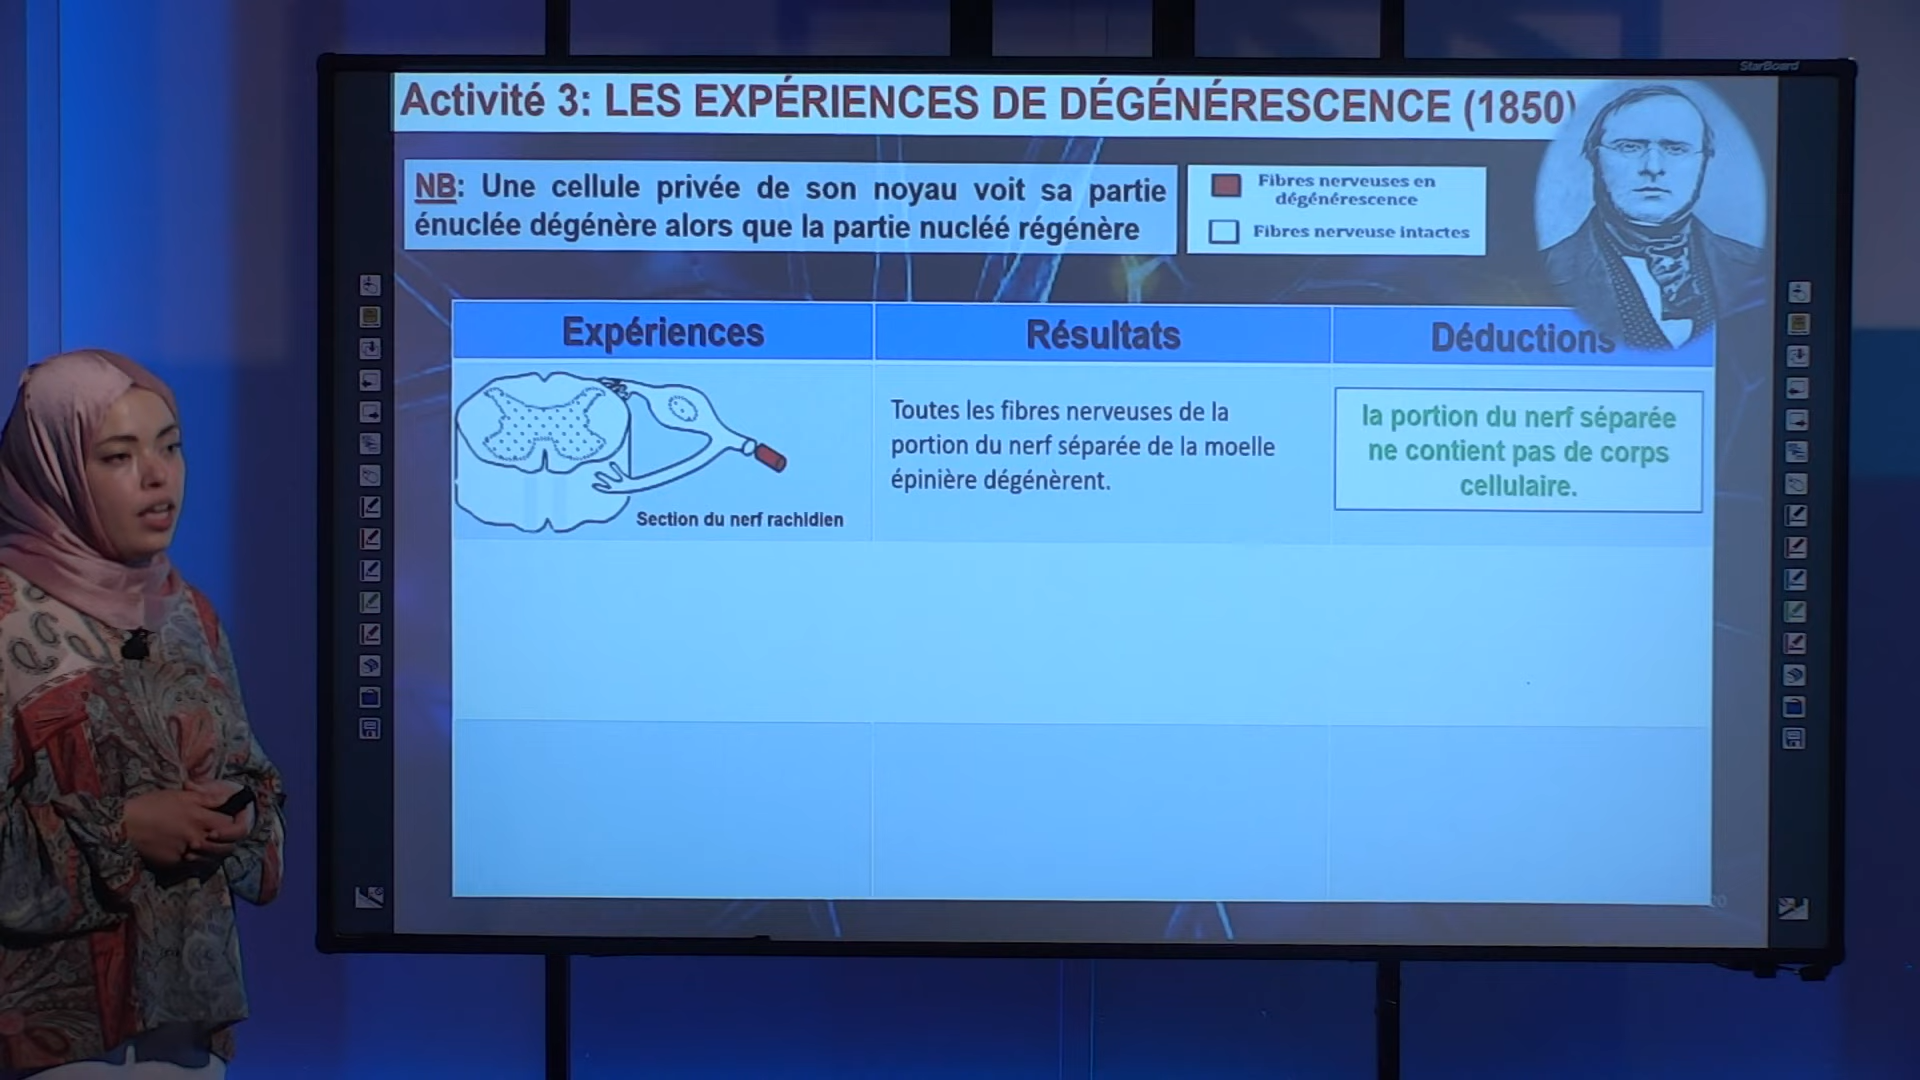 StarBoard
Activité 3: LES EXPÉRIENCES DE DÉGÉNÉRESCENCE (1850)
NB: Une cellule privée de son noyau voit sa partie
énuclée dégénère alors que la partie nucléé régénère
Fibres nerveuses en
dégénérescence
Fibres nerveuse intactes
Expériences
Résultats
Déductions
Section du nerf rachidien
Toutes les fibres nerveuses de la
portion du nerf séparée de la moelle
épinière dégénèrent.
la portion du nerf séparée
ne contient pas de corps
cellulaire.